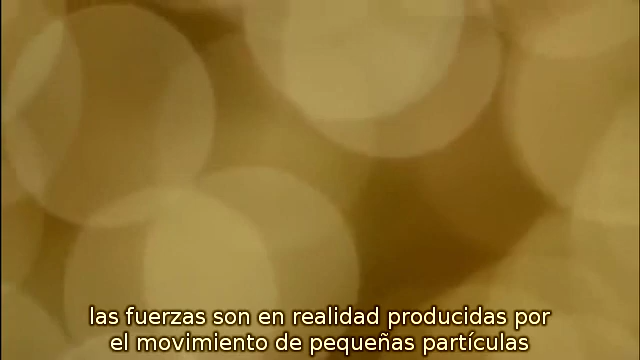 las fuerzas son en realidad producidas por
el movimiento de pequeñas partículas